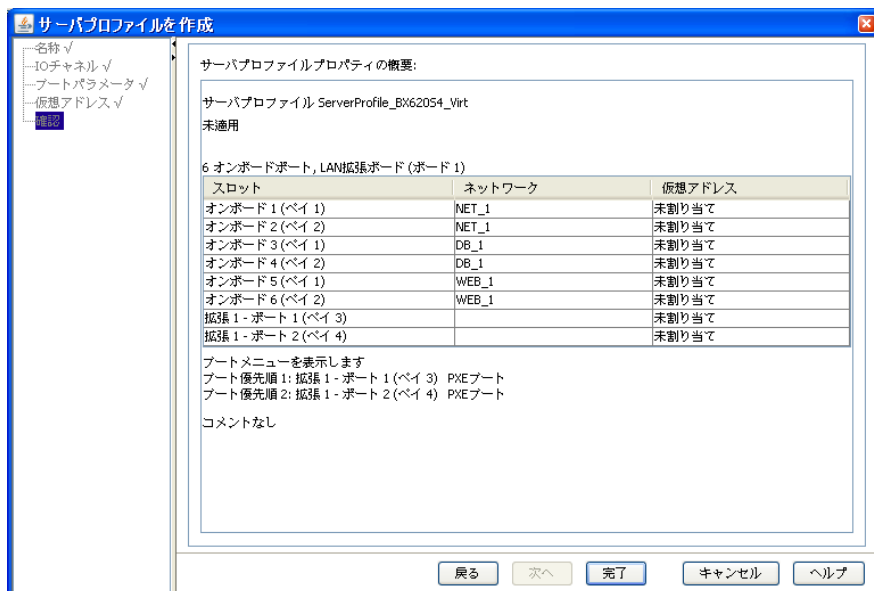 サーバプロファイルを作成
名称 √
IOチャネル √
ブートパラメータ √
仮想アドレス √
確認
サーバプロファイルプロパティの概要:
サーバプロファイル ServerProfile_BX620S4_Virt
未適用
6 オンボードポート, LAN拡張ボード (ボード 1)
スロット ネットワーク 仮想アドレス
オンボード 1 (ベイ 1) NET_1 未割り当て
オンボード 2 (ベイ 2) NET_1 未割り当て
オンボード 3 (ベイ 1) DB_1 未割り当て
オンボード 4 (ベイ 2) DB_1 未割り当て
オンボード 5 (ベイ 1) WEB_1 未割り当て
オンボード 6 (ベイ 2) WEB_1 未割り当て
拡張 1 - ポート 1 (ベイ 3) 未割り当て
拡張 1 - ポート 2 (ベイ 4) 未割り当て
ブートメニューを表示します
ブート優先順 1: 拡張 1 - ポート 1 (ベイ 3) PXEブート
ブート優先順 2: 拡張 1 - ポート 2 (ベイ 4) PXEブート
コメントなし
戻る 次へ 完了 キャンセル ヘルプ